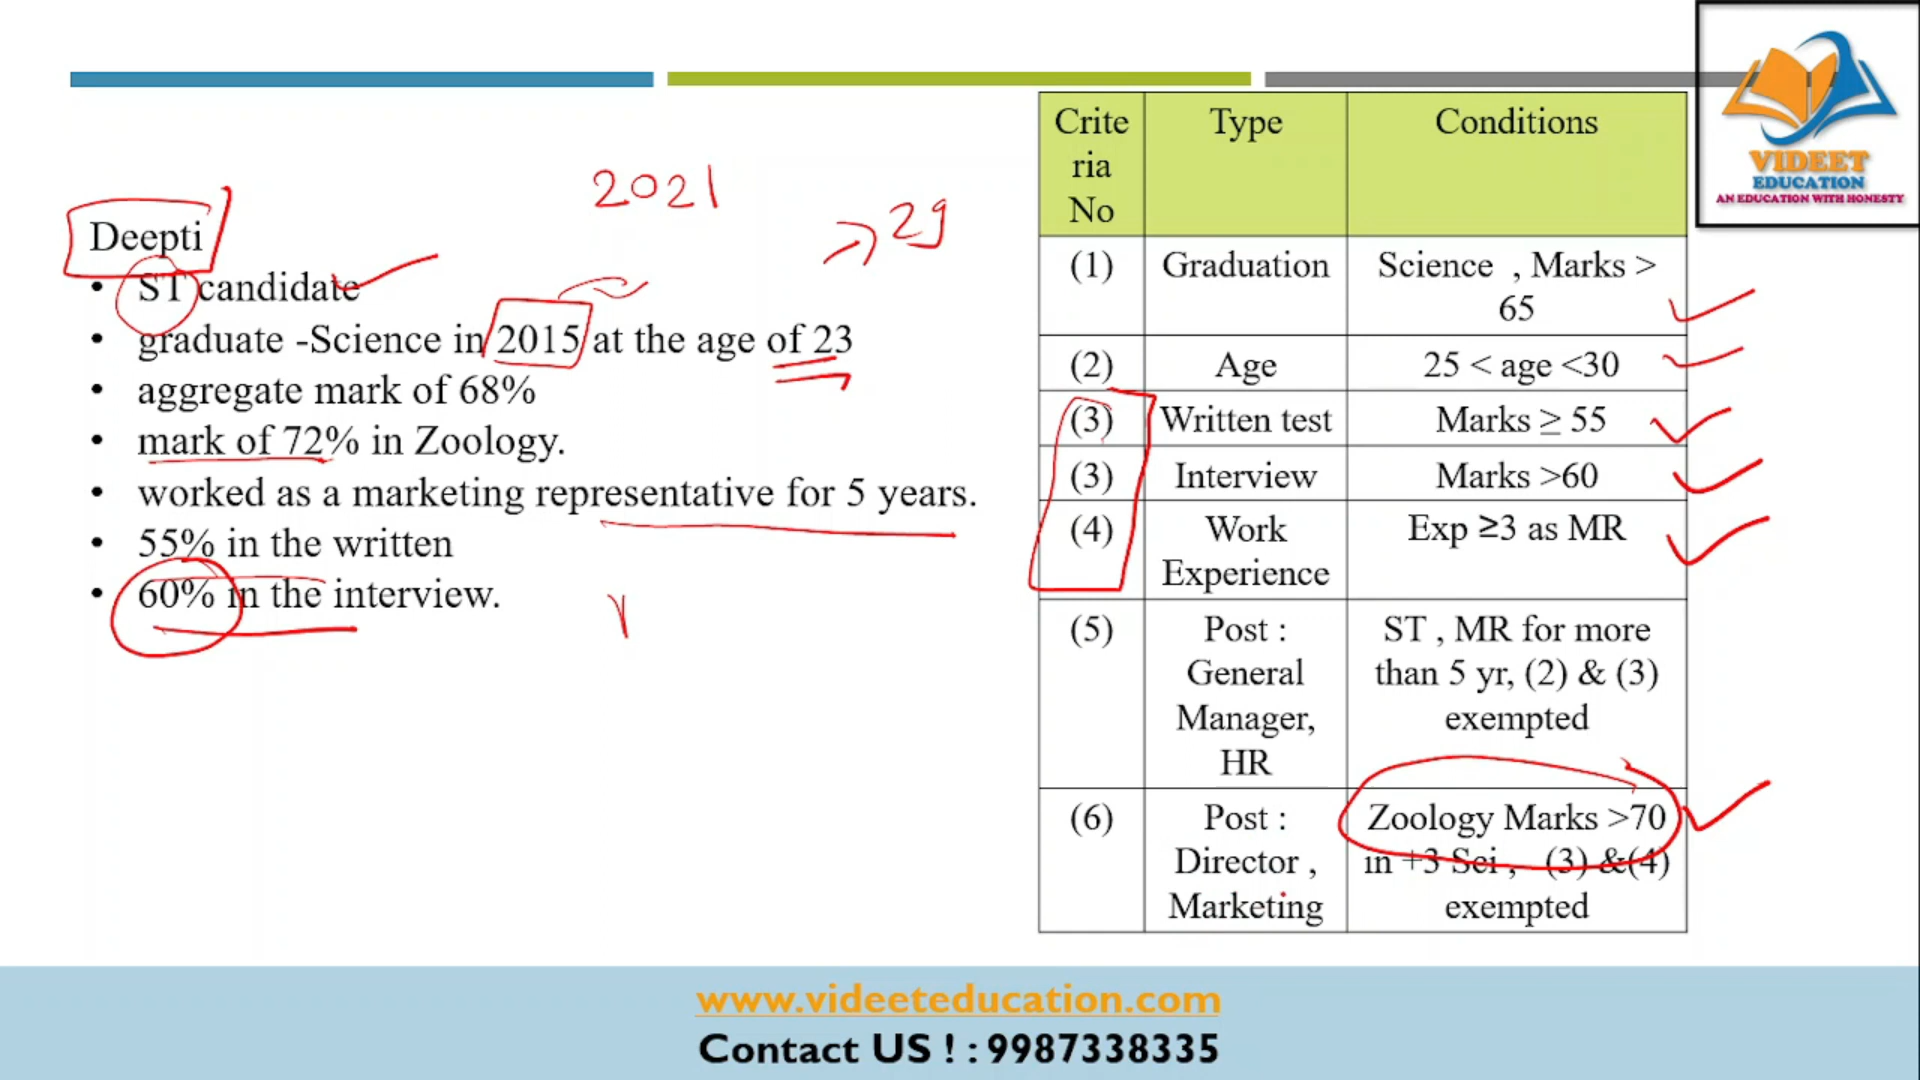 2021
29
Deepti
• ST candidate
• graduate -Science in 2015 at the age of 23
• aggregate mark of 68%
• mark of 72% in Zoology.
• worked as a marketing representative for 5 years.
• 55% in the written
• 60% in the interview.
Crite
ria
No
Type
Conditions
(1)
Graduation
Science , Marks >
65
(2)
Age
25 < age <30
(3)
Written test
Marks ≥ 55
(3)
Interview
Marks >60
(4)
Work
Experience
Exp ≥3 as MR
(5)
Post :
General
Manager,
HR
ST , MR for more
than 5 yr, (2) & (3)
exempted
(6)
Post :
Director ,
Marketing
Zoology Marks >70
in +3 Sci , (3) &(4)
exempted
VIDEET
EDUCATION
AN EDUCATION WITH HONESTY
www.videeteducation.com
Contact US ! : 9987338335